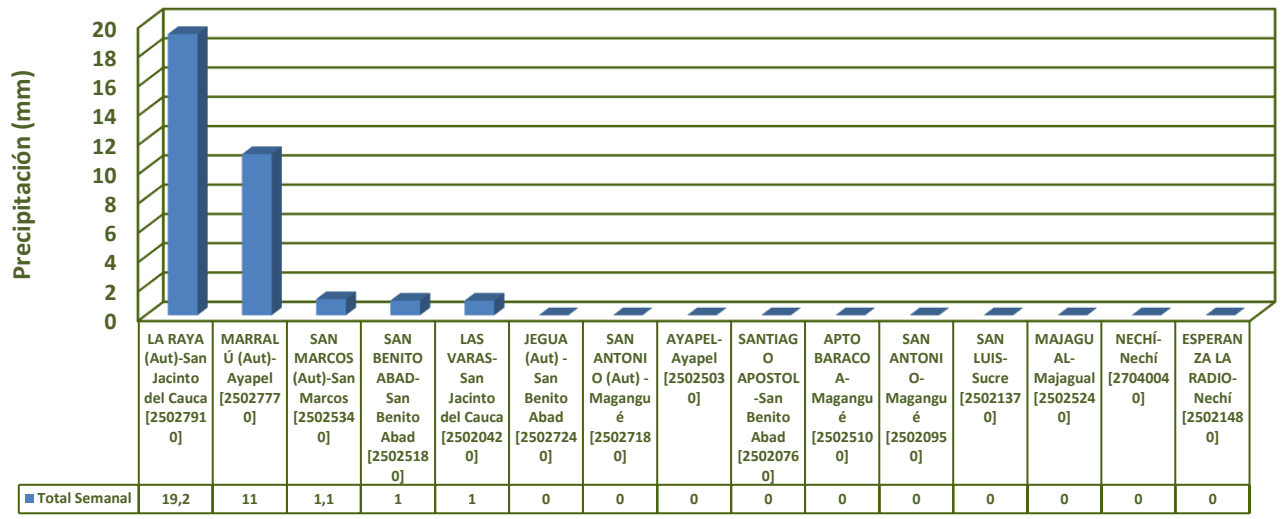 Precipitación (mm)
20
18
16
14
12
10
8
6
4
2
0
LA RAYA
(Aut)-San
Jacinto
del Cauca
[2502791
0]
MARRAL
Ú (Aut)-
Ayapel
[2502777
0]
SAN
MARCOS
(Aut)-San
Marcos
[2502534
0]
SAN
BENITO
ABAD-
San
Benito
Abad
[2502518
0]
LAS
VARAS-
San
Jacinto
del Cauca
[2502042
0]
JEGUA
(Aut) -
San
Benito
Abad
[2502724
0]
SAN
ANTONI
O (Aut) -
Magangu
é
[2502718
0]
AYAPEL-
Ayapel
[2502503
0]
SANTIAG
O
APOSTOL
-San
Benito
Abad
[2502076
0]
APTO
BARACO
A-
Magangu
é
[2502510
0]
SAN
ANTONI
O-
Magangu
é
[2502095
0]
SAN
LUIS-
Sucre
[2502137
0]
MAJAGU
AL-
Majagual
[2502524
0]
NECHÍ-
Nechí
[2704004
0]
ESPERAN
ZA LA
RADIO-
Nechí
[2502148
0]
Total Semanal 19,2 11 1,1 1 1 0 0 0 0 0 0 0 0 0 0